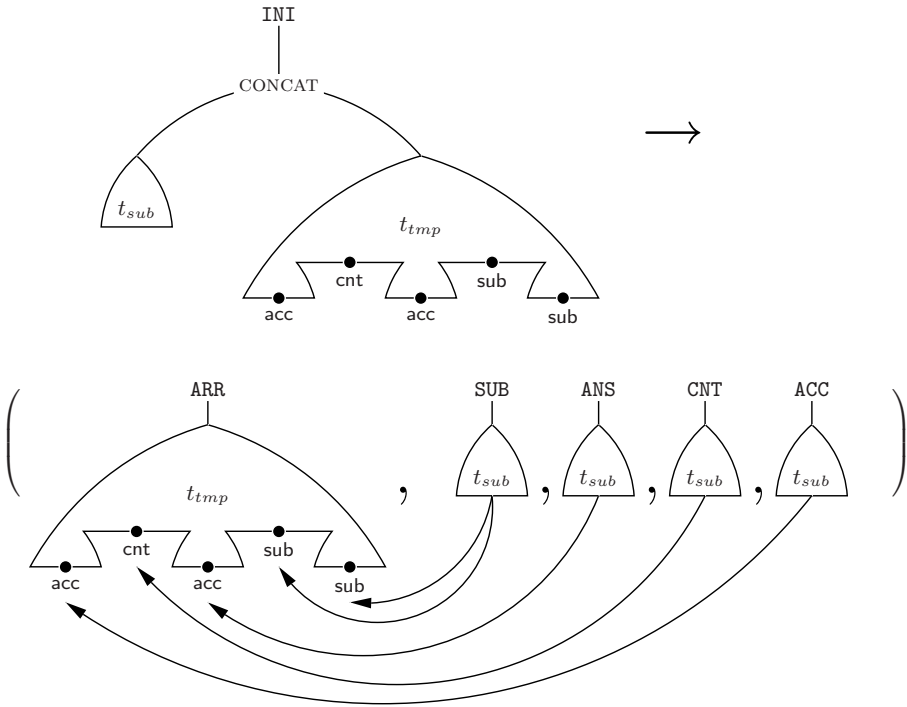 INI
CONCAT
t_sub
t_tmp
cnt sub
acc acc sub
ARR SUB ANS CNT ACC
( t_tmp , t_sub , t_sub , t_sub , t_sub )
cnt sub
acc acc sub